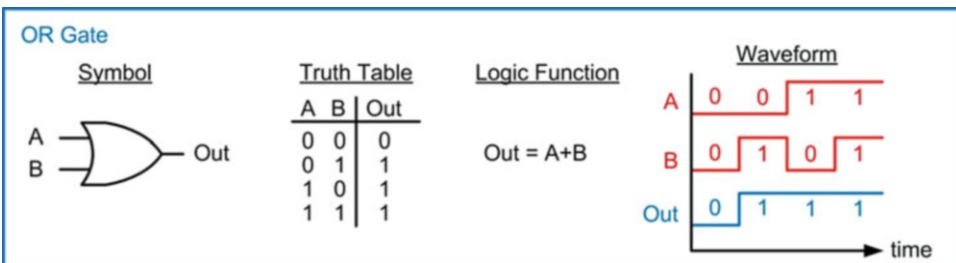 OR Gate
Symbol
A
B
Out
Truth Table
A B Out
0 0 0
0 1 1
1 0 1
1 1 1
Logic Function
Out = A+B
Waveform
A 0 0 1 1
B 0 1 0 1
Out 0 1 1 1
time